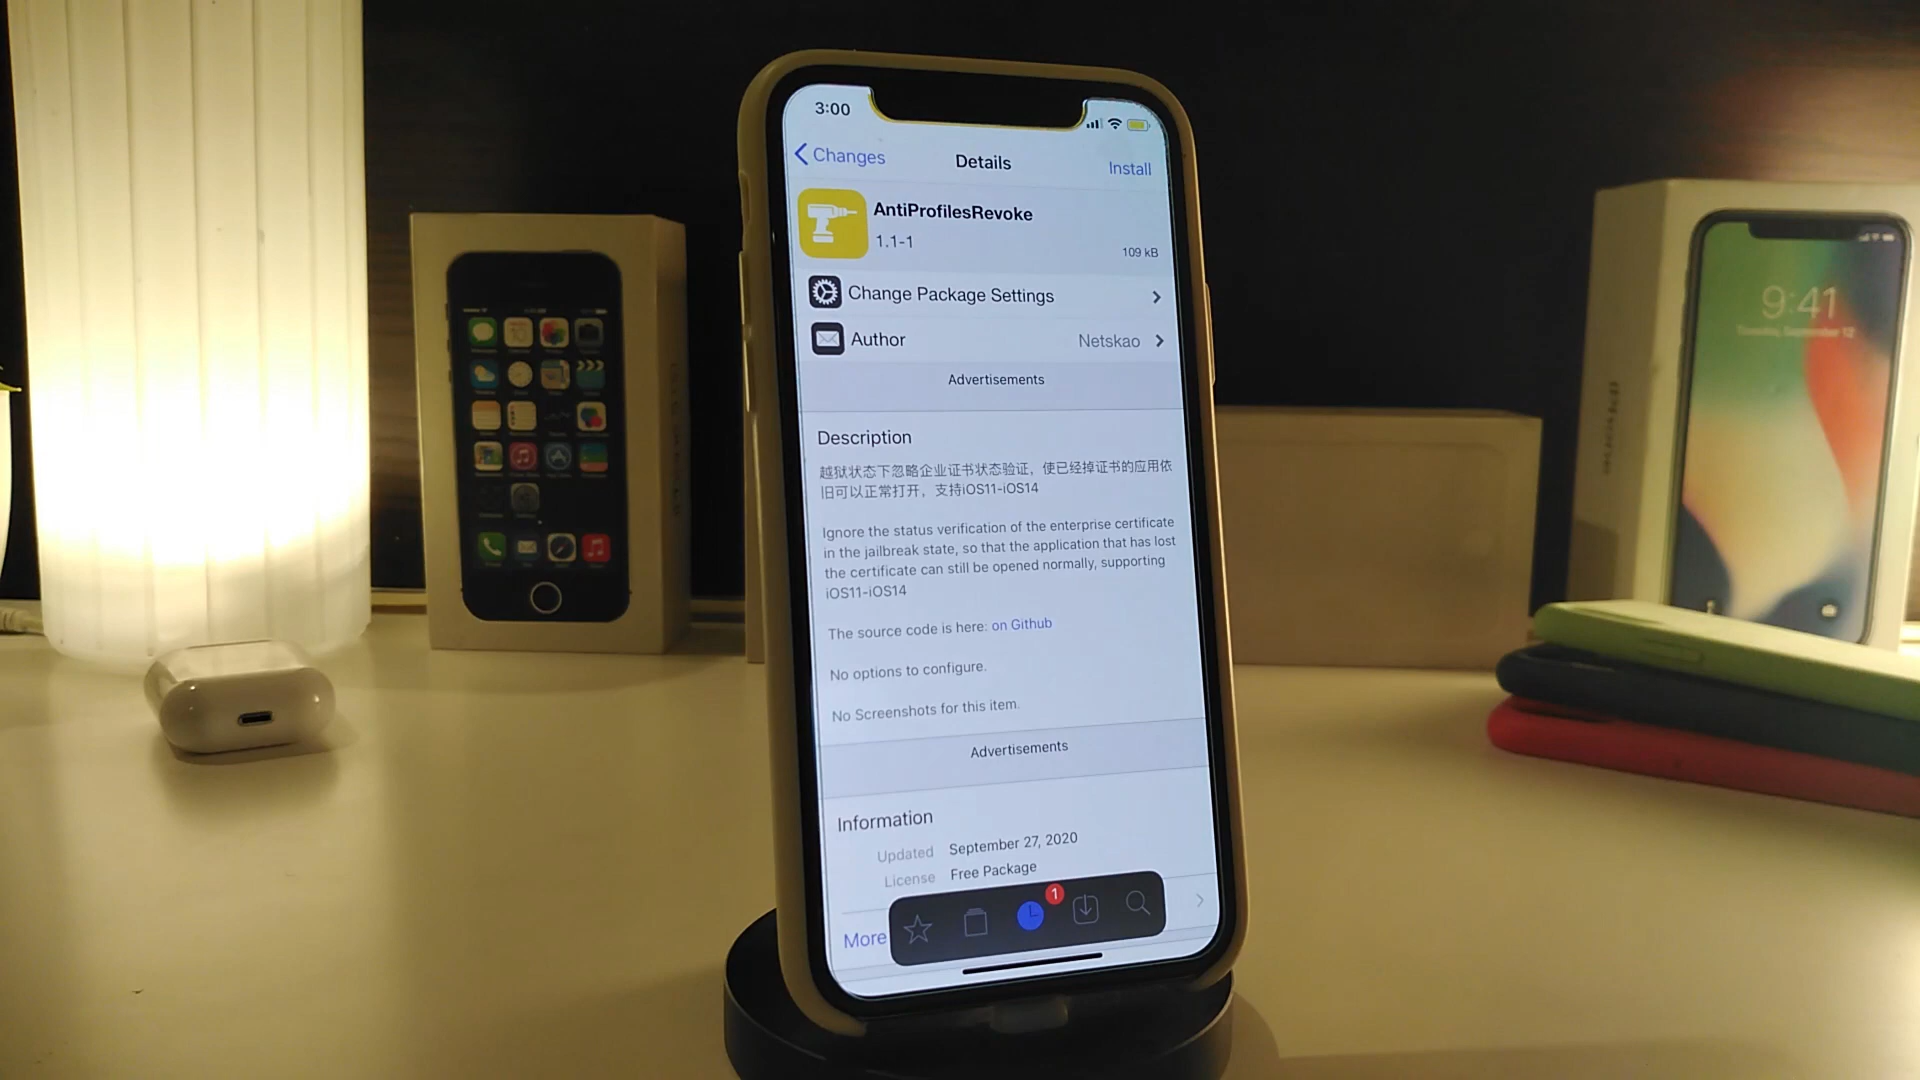 3:00
Changes
Details
Install
AntiProfilesRevoke
1.1-1
109 kB
Change Package Settings
Author
Netskao
Advertisements
Description
越狱状态下忽略企业证书状态验证，使已经掉证书的应用依
旧可以正常打开，支持iOS11-iOS14
Ignore the status verification of the enterprise certificate
in the jailbreak state, so that the application that has lost
the certificate can still be opened normally, supporting
iOS11-iOS14
The source code is here: on Github
No options to configure.
No Screenshots for this item.
Advertisements
Information
Updated September 27, 2020
License Free Package
1
More
9:41
Tuesday, September 12